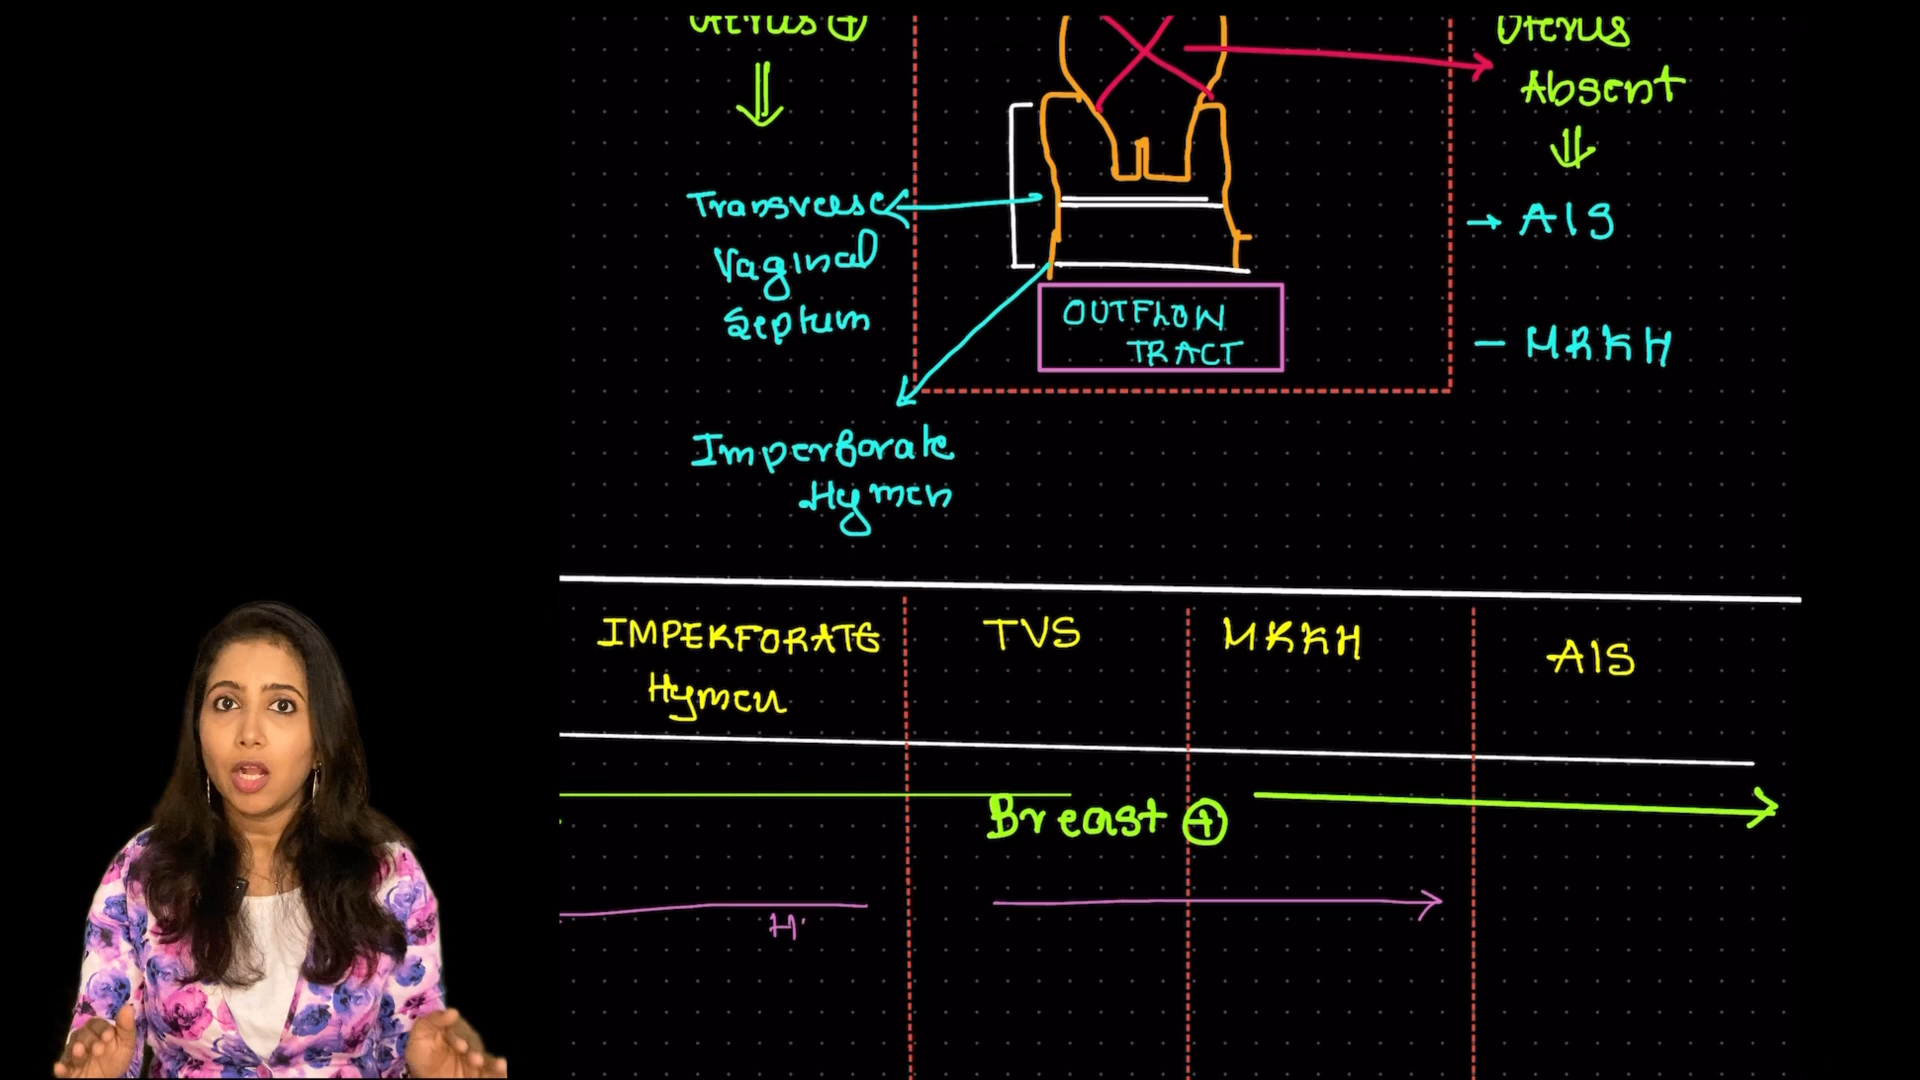 Uterus +
Uterus
Absent
Transverse
Vaginal
Septum
→ AIS
OUTFLOW
TRACT
- MRKH
Imperforate
Hymen
IMPERFORATE
Hymen
TVS
MRKH
AIS
Breast +
H